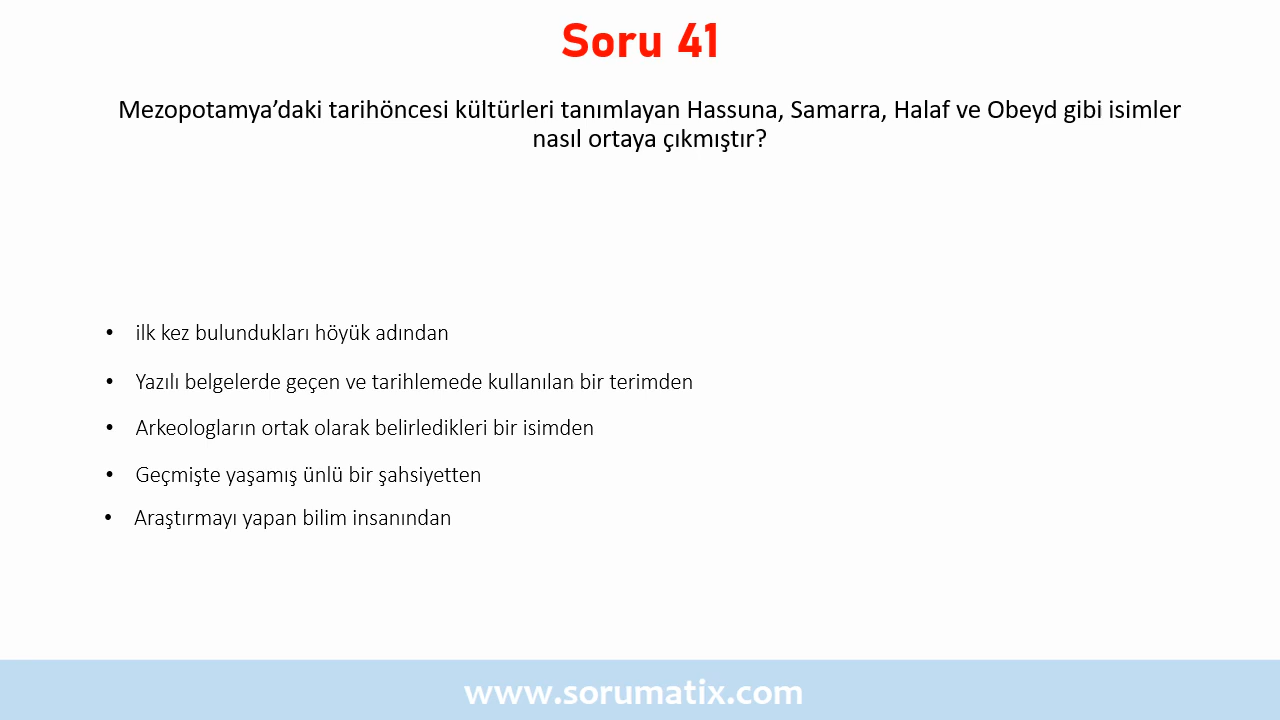 Soru 41
Mezopotamya’daki tarihöncesi kültürleri tanımlayan Hassuna, Samarra, Halaf ve Obeyd gibi isimler
nasıl ortaya çıkmıştır?
• ilk kez bulundukları höyük adından
• Yazılı belgelerde geçen ve tarihlemede kullanılan bir terimden
• Arkeologların ortak olarak belirledikleri bir isimden
• Geçmişte yaşamış ünlü bir şahsiyetten
• Araştırmayı yapan bilim insanından
www.sorumatix.com